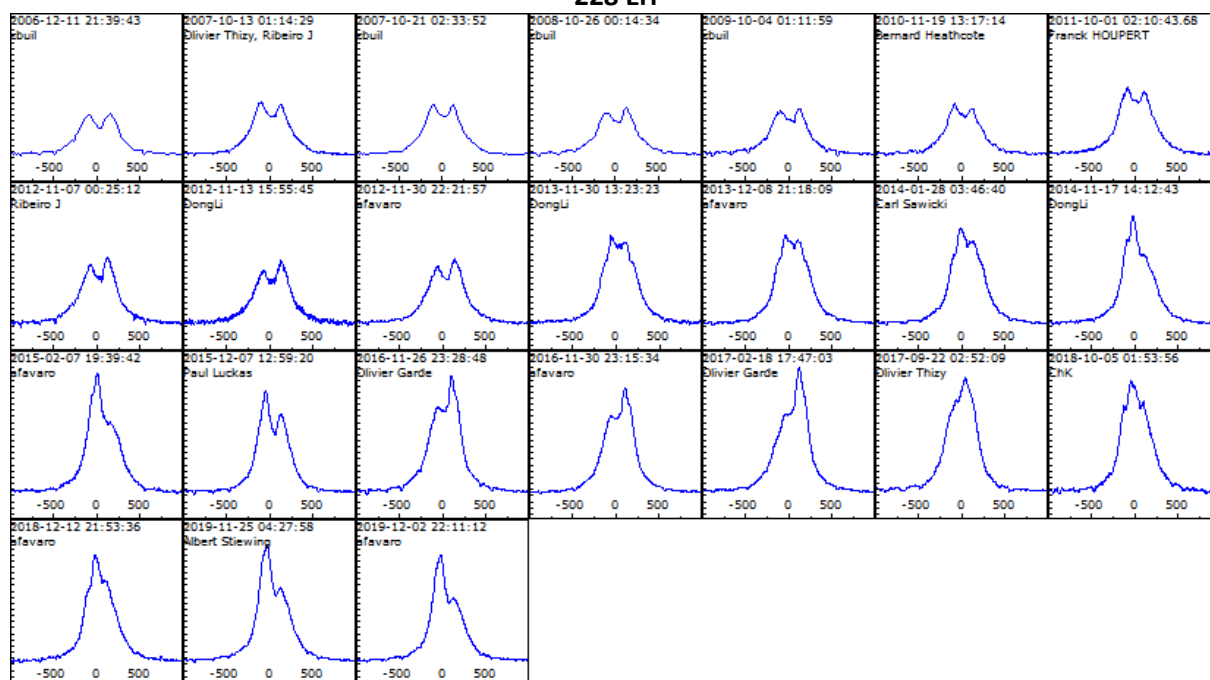 2006-12-11 21:39:43
2007-10-13 01:14:29
2007-10-21 02:33:52
2008-10-26 00:14:34
2009-10-04 01:11:59
2010-11-19 13:17:14
2011-10-01 02:10:43.68
cbuil
Olivier Thizy, Ribeiro J
cbuil
cbuil
cbuil
Bernard Heathcote
Franck HOUPERT
-500 0 500
-500 0 500
-500 0 500
-500 0 500
-500 0 500
-500 0 500
-500 0 500
2012-11-07 00:25:12
2012-11-13 15:55:45
2012-11-30 22:21:57
2013-11-30 13:23:23
2013-12-08 21:18:09
2014-01-28 03:46:40
2014-11-17 14:12:43
Ribeiro J
DongLi
afavaro
DongLi
afavaro
Carl Sawicki
DongLi
-500 0 500
-500 0 500
-500 0 500
-500 0 500
-500 0 500
-500 0 500
-500 0 500
2015-02-07 19:39:42
2015-12-07 12:59:20
2016-11-26 23:28:48
2016-11-30 23:15:34
2017-02-18 17:47:03
2017-09-22 02:52:09
2018-10-05 01:53:56
afavaro
Paul Luckas
Olivier Garde
afavaro
Olivier Garde
Olivier Thizy
ChK
-500 0 500
-500 0 500
-500 0 500
-500 0 500
-500 0 500
-500 0 500
-500 0 500
2018-12-12 21:53:36
2019-11-25 04:27:58
2019-12-02 22:11:12
afavaro
Albert Stiewing
afavaro
-500 0 500
-500 0 500
-500 0 500